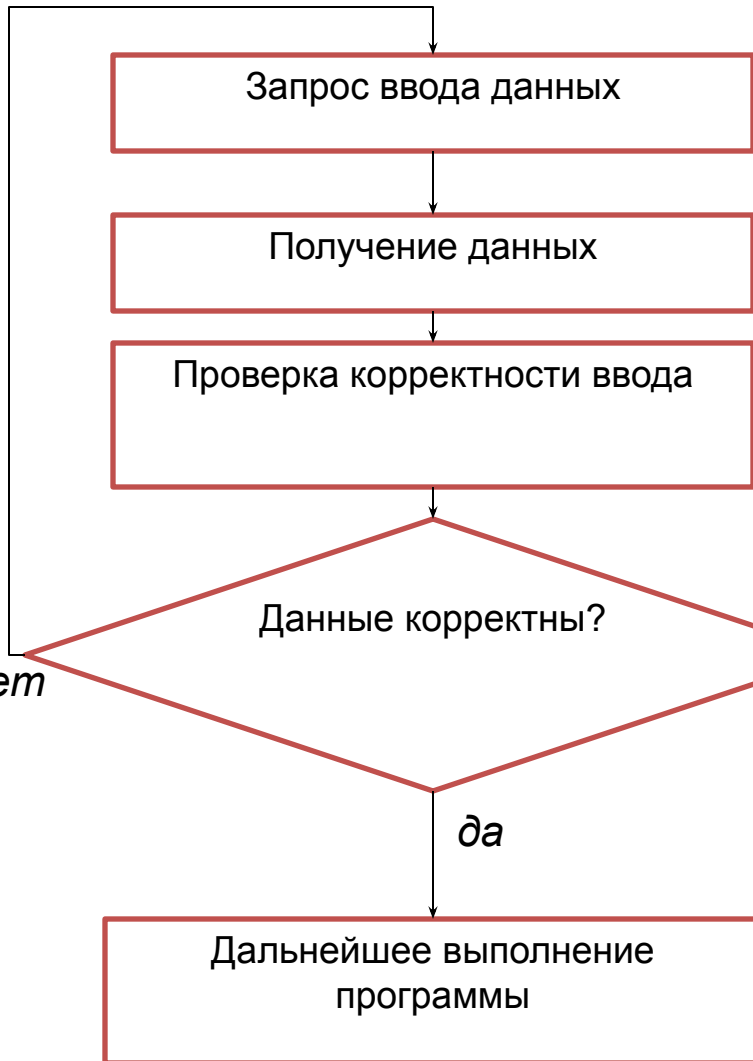 Запрос ввода данных
Получение данных
Проверка корректности ввода
Данные корректны?
да
Дальнейшее выполнение
программы